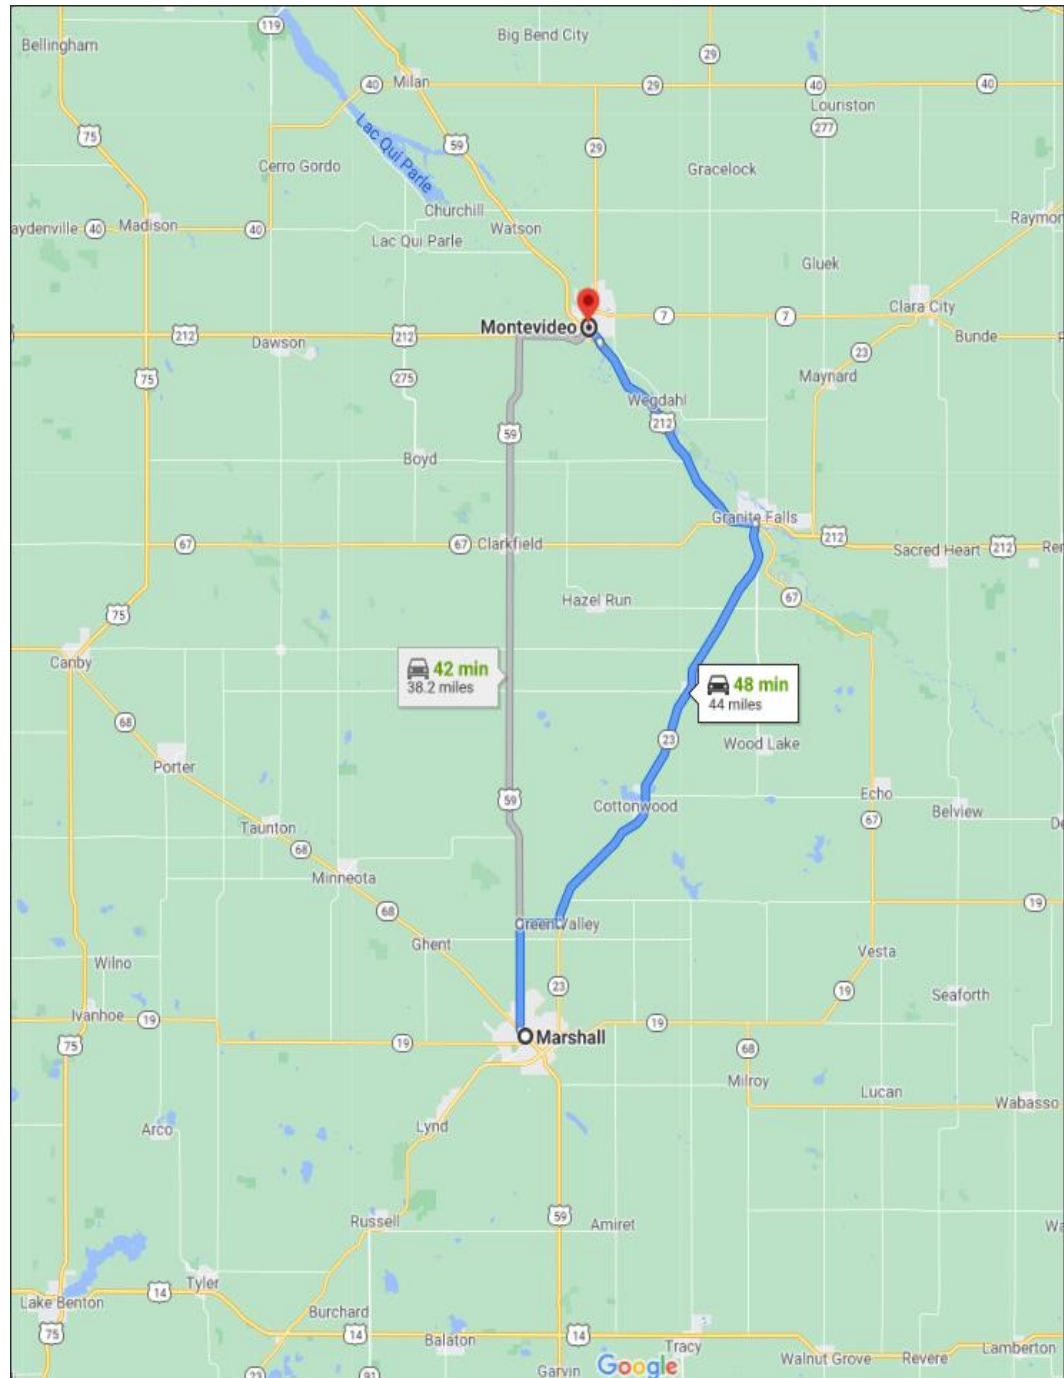 119
Bellingham
Big Bend City
29
Milan
40
29
40
40
Louriston
277
75
Lac Qui Parle
59
29
Cerro Gordo
Gracelock
Churchill
Madison
40
40
Watson
Lac Qui Parle
Gluek
Clara City
7
7
Montevideo
212
212
Dawson
Bunde
23
75
275
Maynard
Wegdahl
212
59
Boyd
Granite Falls
67
67
Clarkfield
212
Sacred Heart
212
Hazel Run
67
75
Canby
42 min
38.2 miles
48 min
44 miles
68
23
Wood Lake
Porter
59
Cottonwood
Echo
Belview
67
Taunton
68
Minneota
68
19
Green Valley
Ghent
Vesta
Wilno
23
19
Seaforth
Ivanhoe
19
19
75
19
Marshall
68
Milroy
Lucan
Wabasso
Arco
Lynd
Russell
59
Amiret
Tyler
14
Lake Benton
Burchard
75
14
Balaton
14
Tracy
Walnut Grove
Revere
Lamberton
Garvin
Google